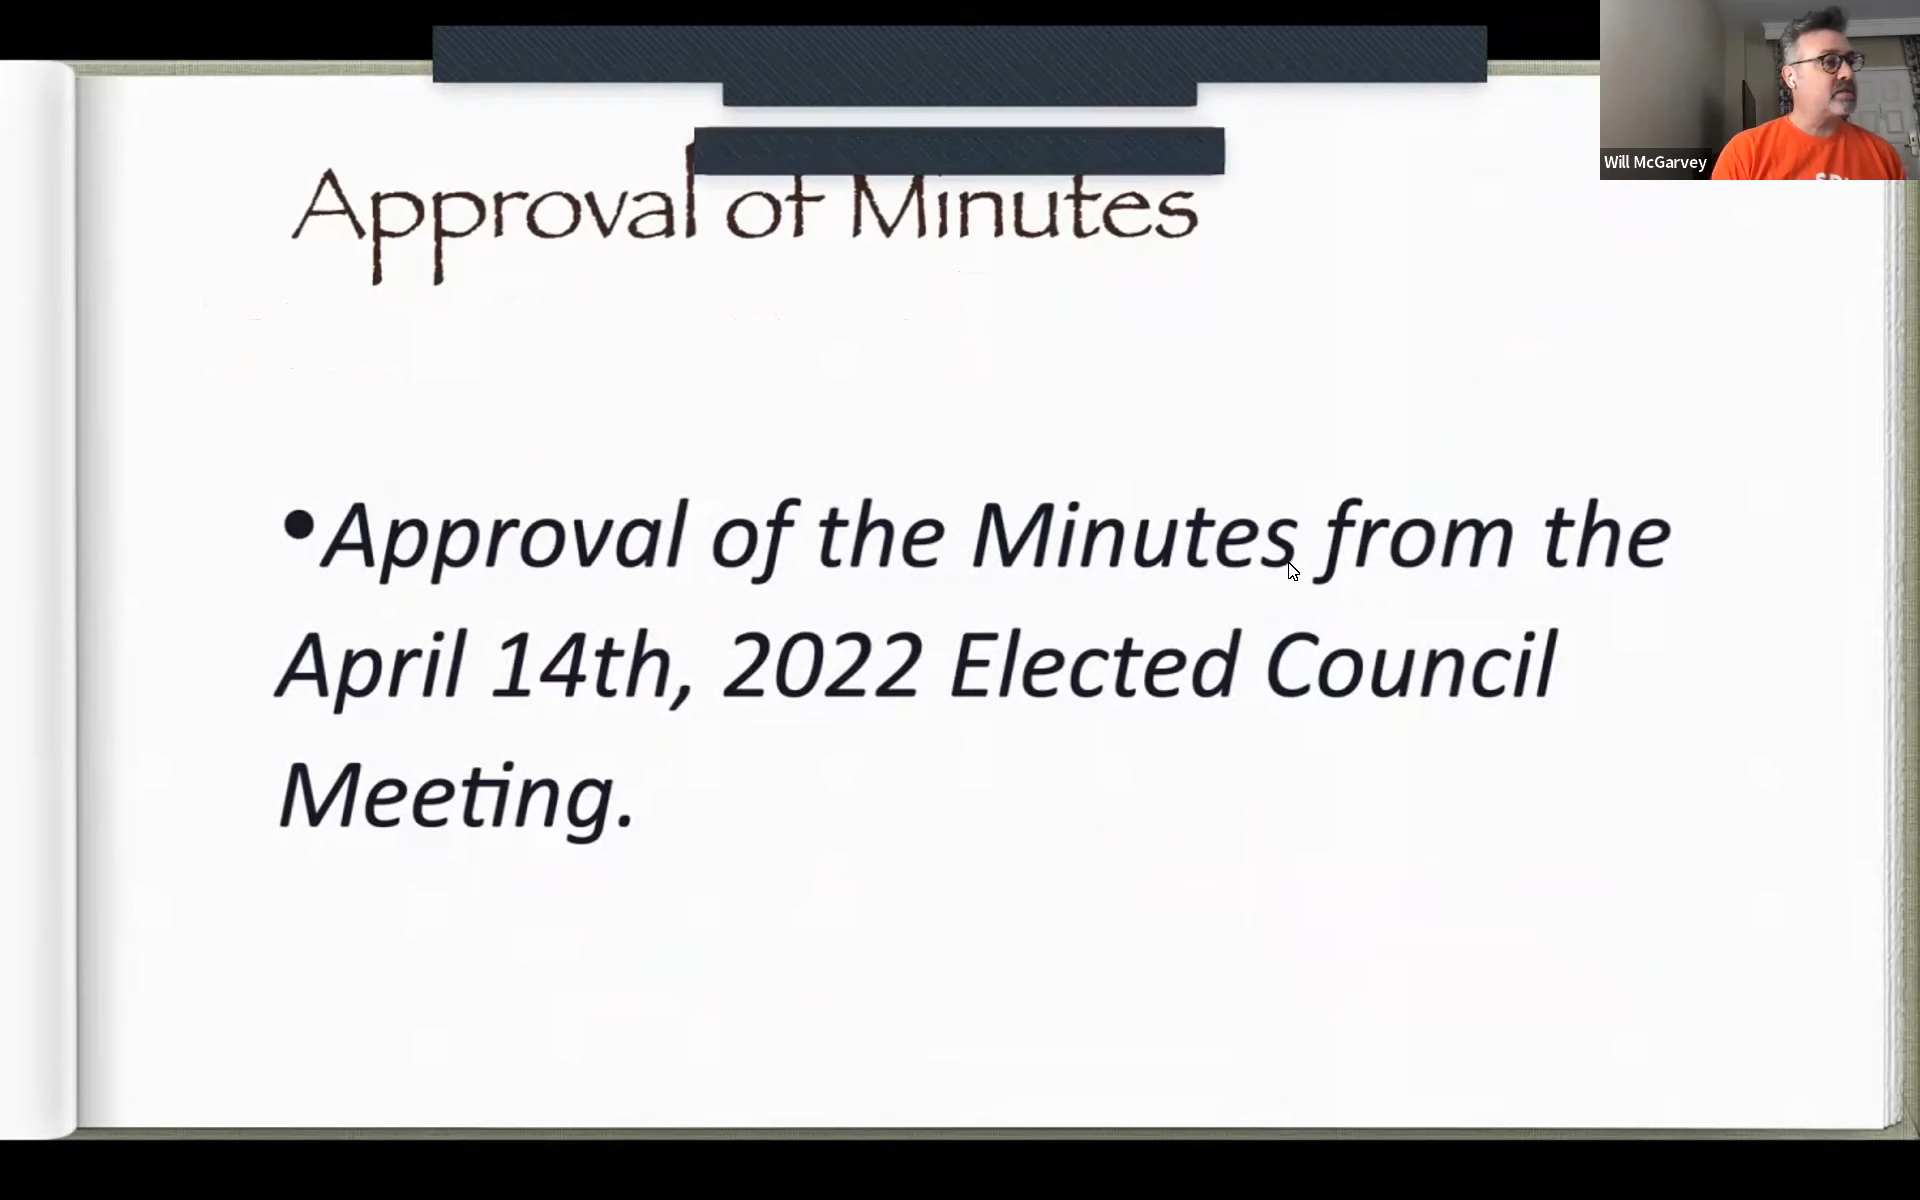 Will McGarvey
Approval of Minutes
•Approval of the Minutes from the
April 14th, 2022 Elected Council
Meeting.